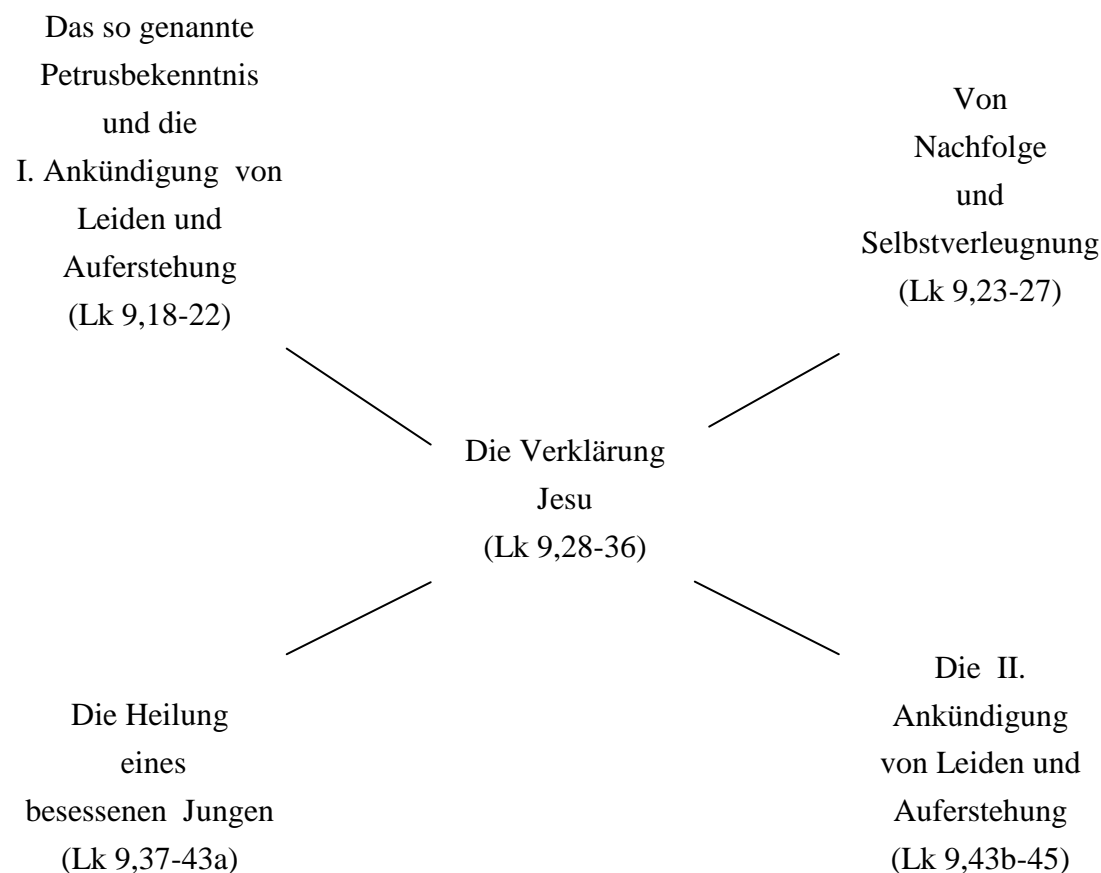 Das so genannte
Petrusbekenntnis
und die
I. Ankündigung von
Leiden und
Auferstehung
(Lk 9,18-22)
Von
Nachfolge
und
Selbstverleugnung
(Lk 9,23-27)
Die Verklärung
Jesu
(Lk 9,28-36)
Die Heilung
eines
besessenen Jungen
(Lk 9,37-43a)
Die II.
Ankündigung
von Leiden und
Auferstehung
(Lk 9,43b-45)